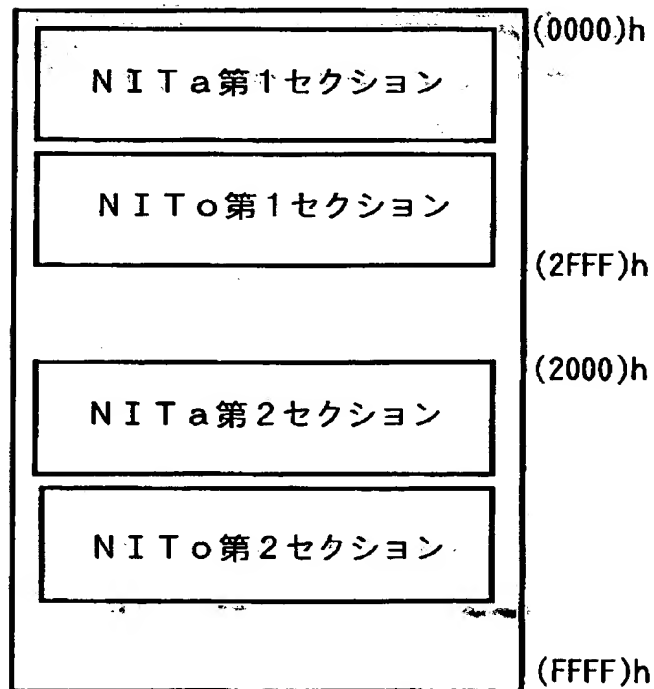 (0000)h
NITa第1セクション
NITo第1セクション
(2FFF)h
(2000)h
NITa第2セクション
NITo第2セクション
(FFFF)h